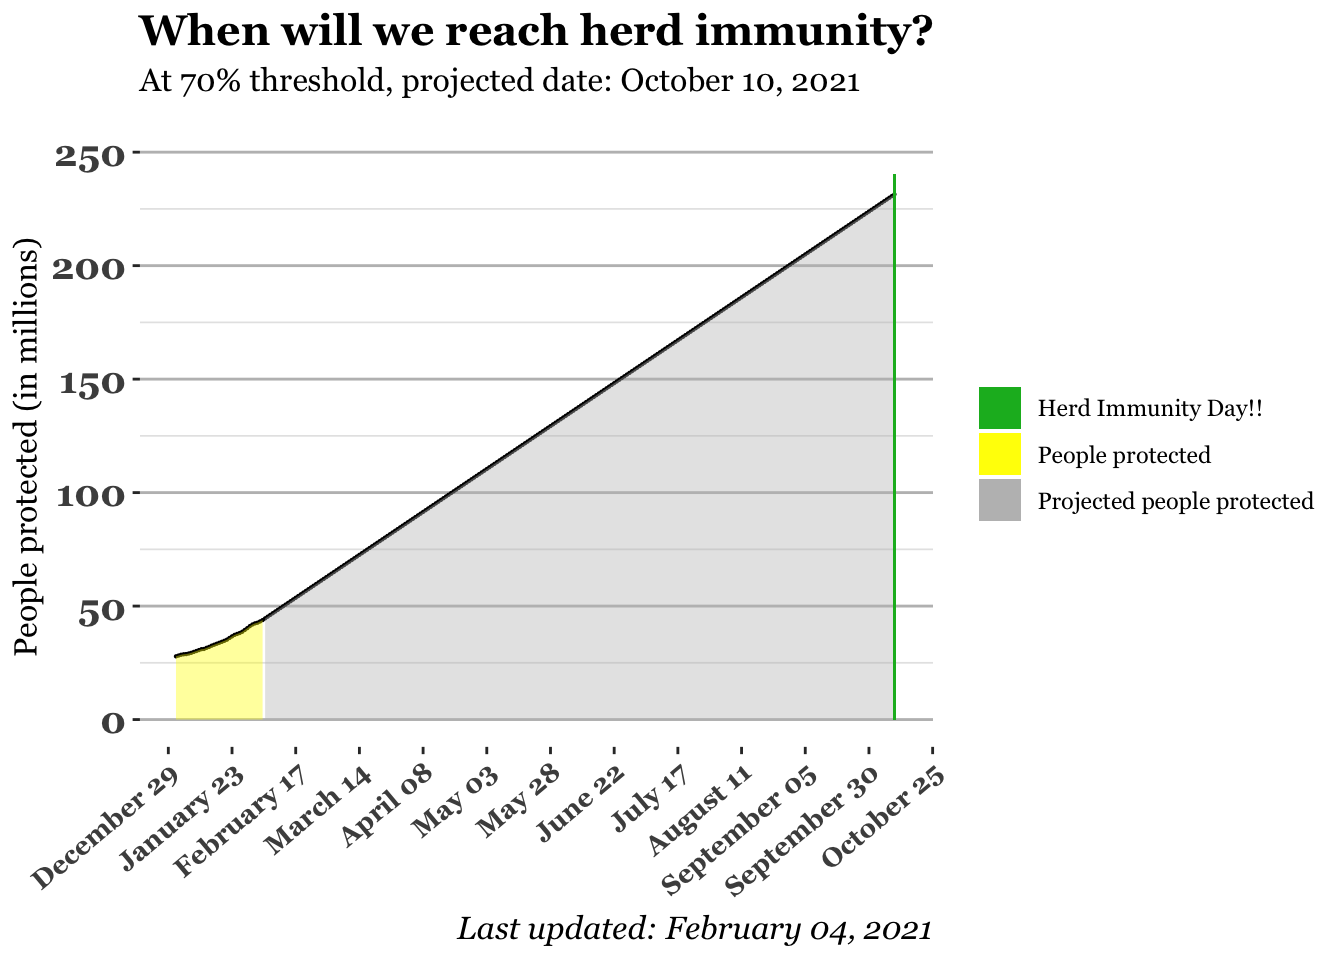 When will we reach herd immunity?
At 70% threshold, projected date: October 10, 2021
People protected (in millions)
250
200
150
100
50
0
December 29
January 23
February 17
March 14
April 08
May 03
May 28
June 22
July 17
August 11
September 05
September 30
October 25
Herd Immunity Day!!
People protected
Projected people protected
Last updated: February 04, 2021